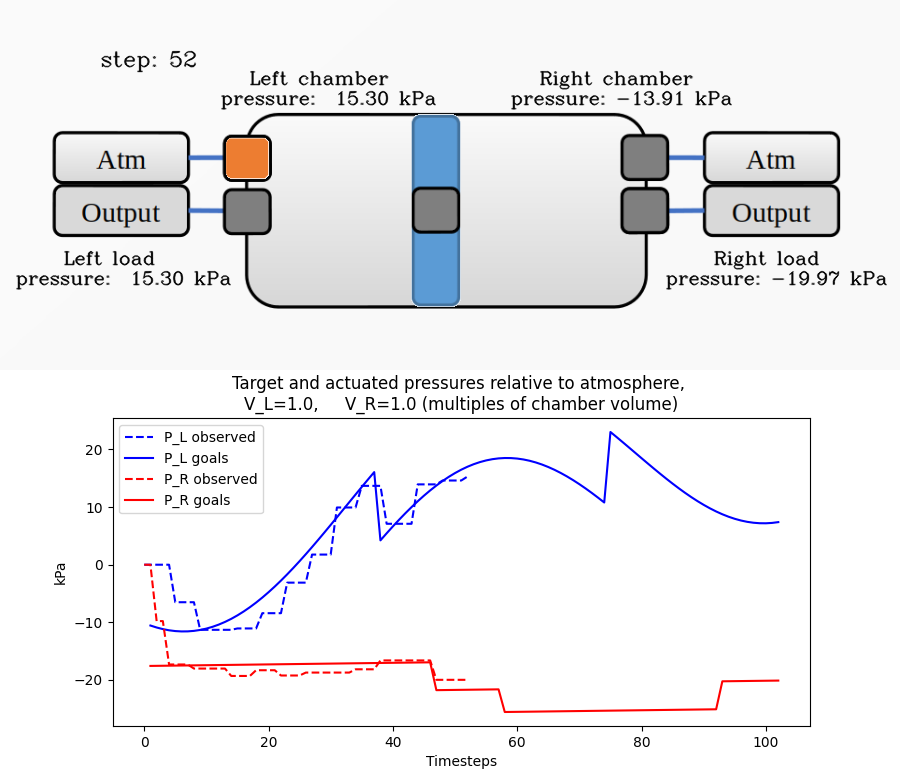 step: 52
Left chamber
pressure: 15.30 kPa
Right chamber
pressure: −13.91 kPa
Atm
Output
Atm
Output
Left load
pressure: 15.30 kPa
Right load
pressure: −19.97 kPa
Target and actuated pressures relative to atmosphere,
V_L=1.0, V_R=1.0 (multiples of chamber volume)
P_L observed
P_L goals
P_R observed
P_R goals
kPa
20
10
0
−10
−20
0 20 40 60 80 100
Timesteps